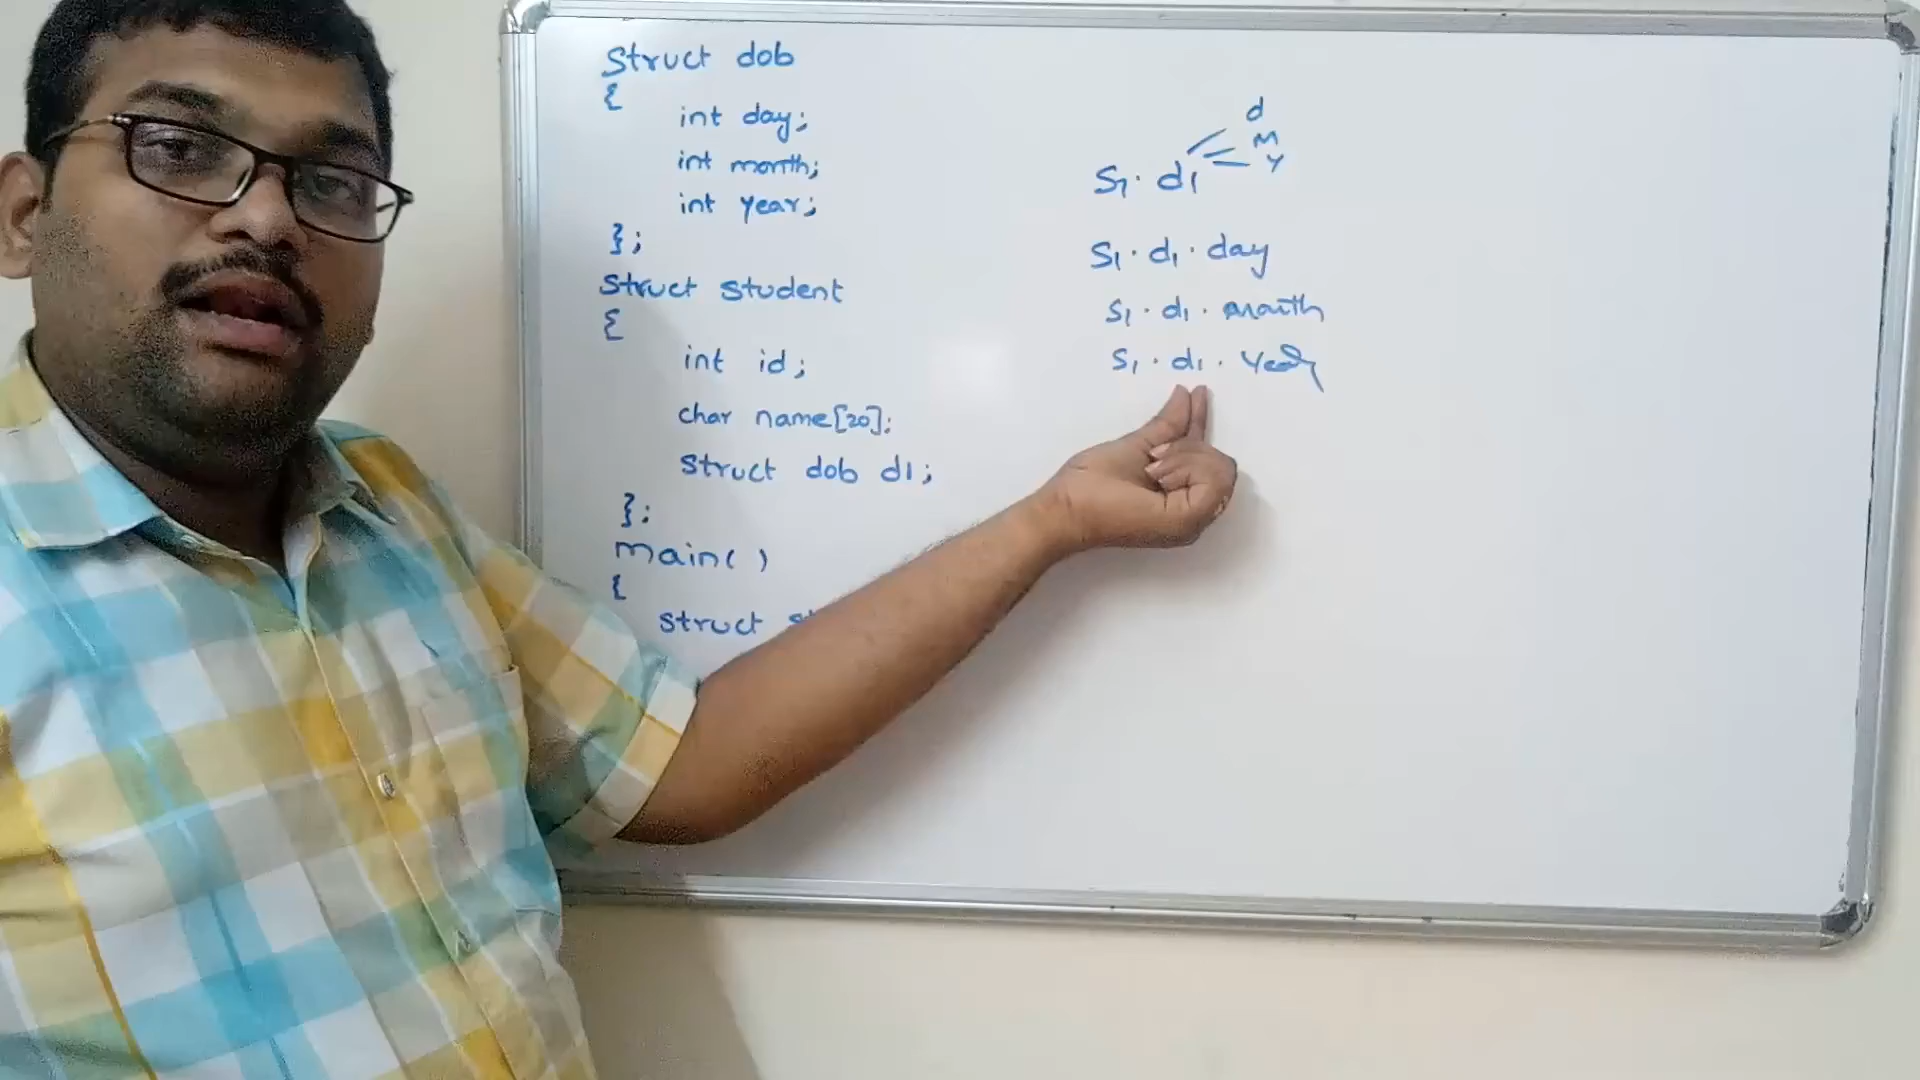 Struct dob
{
int day;
int month;
int year;
};
Struct student
{
int id;
char name[20];
struct dob d1;
};
main( )
{
struct
d
M
Y
S1. d1
S1. d1. day
S1. d1. month
S1. d1. year